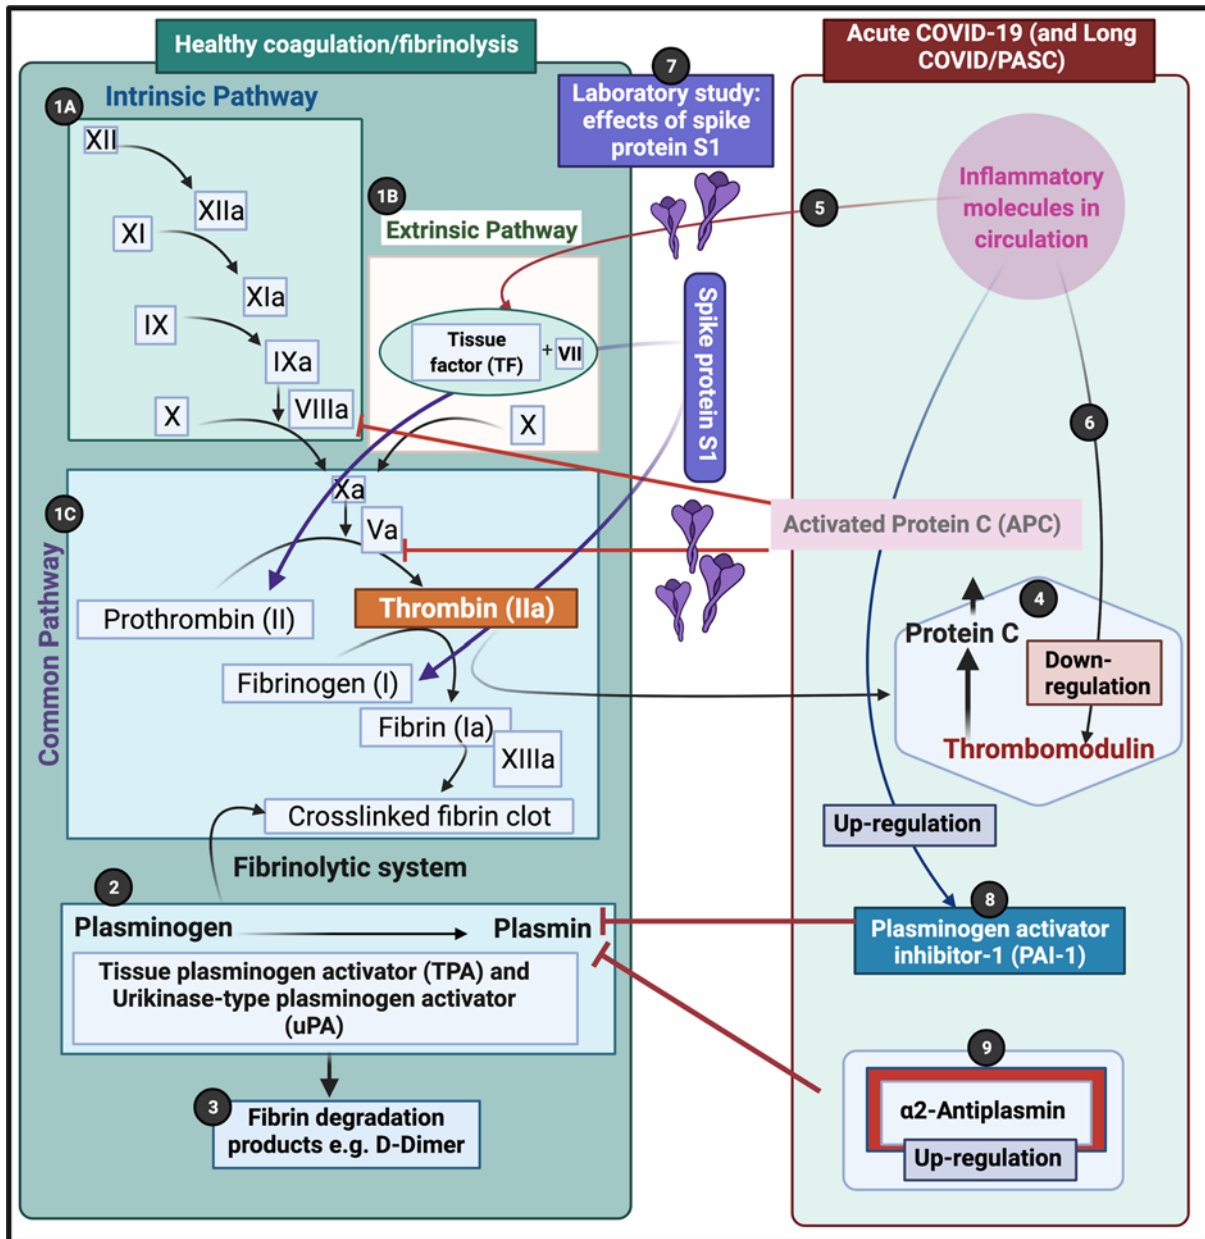 Healthy coagulation/fibrinolysis
Acute COVID-19 (and Long
COVID/PASC)
7
Laboratory study:
effects of spike
protein S1
1A
Intrinsic Pathway
XII
XIIa
XI
XIa
IX
IXa
VIIIa
X
1B
Extrinsic Pathway
Tissue
factor (TF)
+ VII
X
Spike protein S1
5
Inflammatory
molecules in
circulation
6
1C
Common Pathway
Xa
Va
Prothrombin (II)
Thrombin (IIa)
Fibrinogen (I)
Fibrin (Ia)
XIIIa
Crosslinked fibrin clot
Activated Protein C (APC)
4
Protein C
Down-
regulation
Thrombomodulin
Up-regulation
Fibrinolytic system
2
Plasminogen
Plasmin
Tissue plasminogen activator (TPA) and
Urikinase-type plasminogen activator
(uPA)
8
Plasminogen activator
inhibitor-1 (PAI-1)
3
Fibrin degradation
products e.g. D-Dimer
9
α2-Antiplasmin
Up-regulation